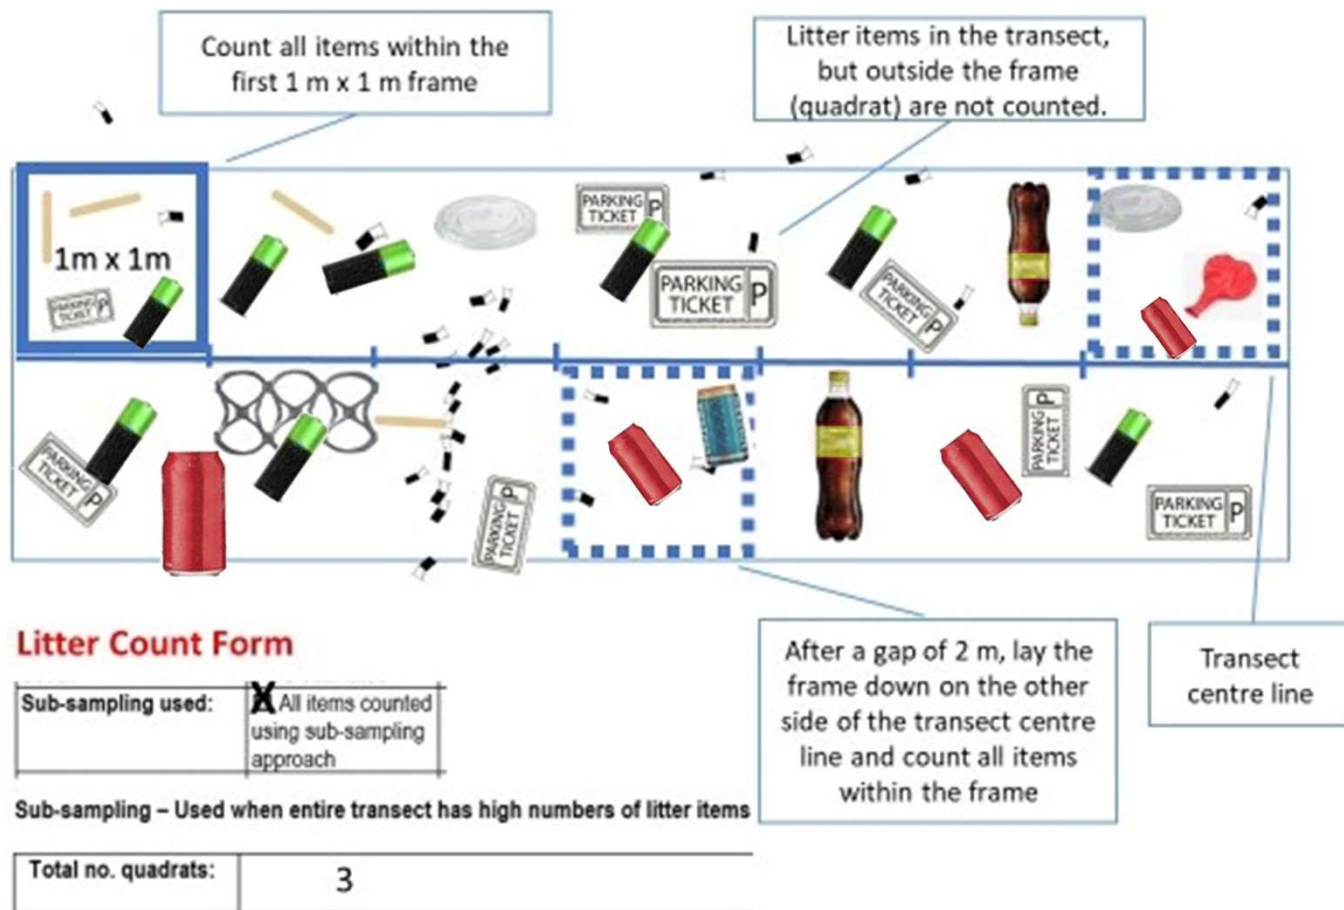 Count all items within the
first 1 m x 1 m frame
Litter items in the transect,
but outside the frame
(quadrat) are not counted.
1m x 1m
PARKING
TICKET P
PARKING
TICKET P
PARKING
TICKET P
PARKING
TICKET P
PARKING
TICKET P
PARKING
TICKET P
PARKING
TICKET P
PARKING
TICKET P
After a gap of 2 m, lay the
frame down on the other
side of the transect centre
line and count all items
within the frame
Transect
centre line
Litter Count Form
Sub-sampling used:
X All items counted
using sub-sampling
approach
Sub-sampling – Used when entire transect has high numbers of litter items
Total no. quadrats:
3